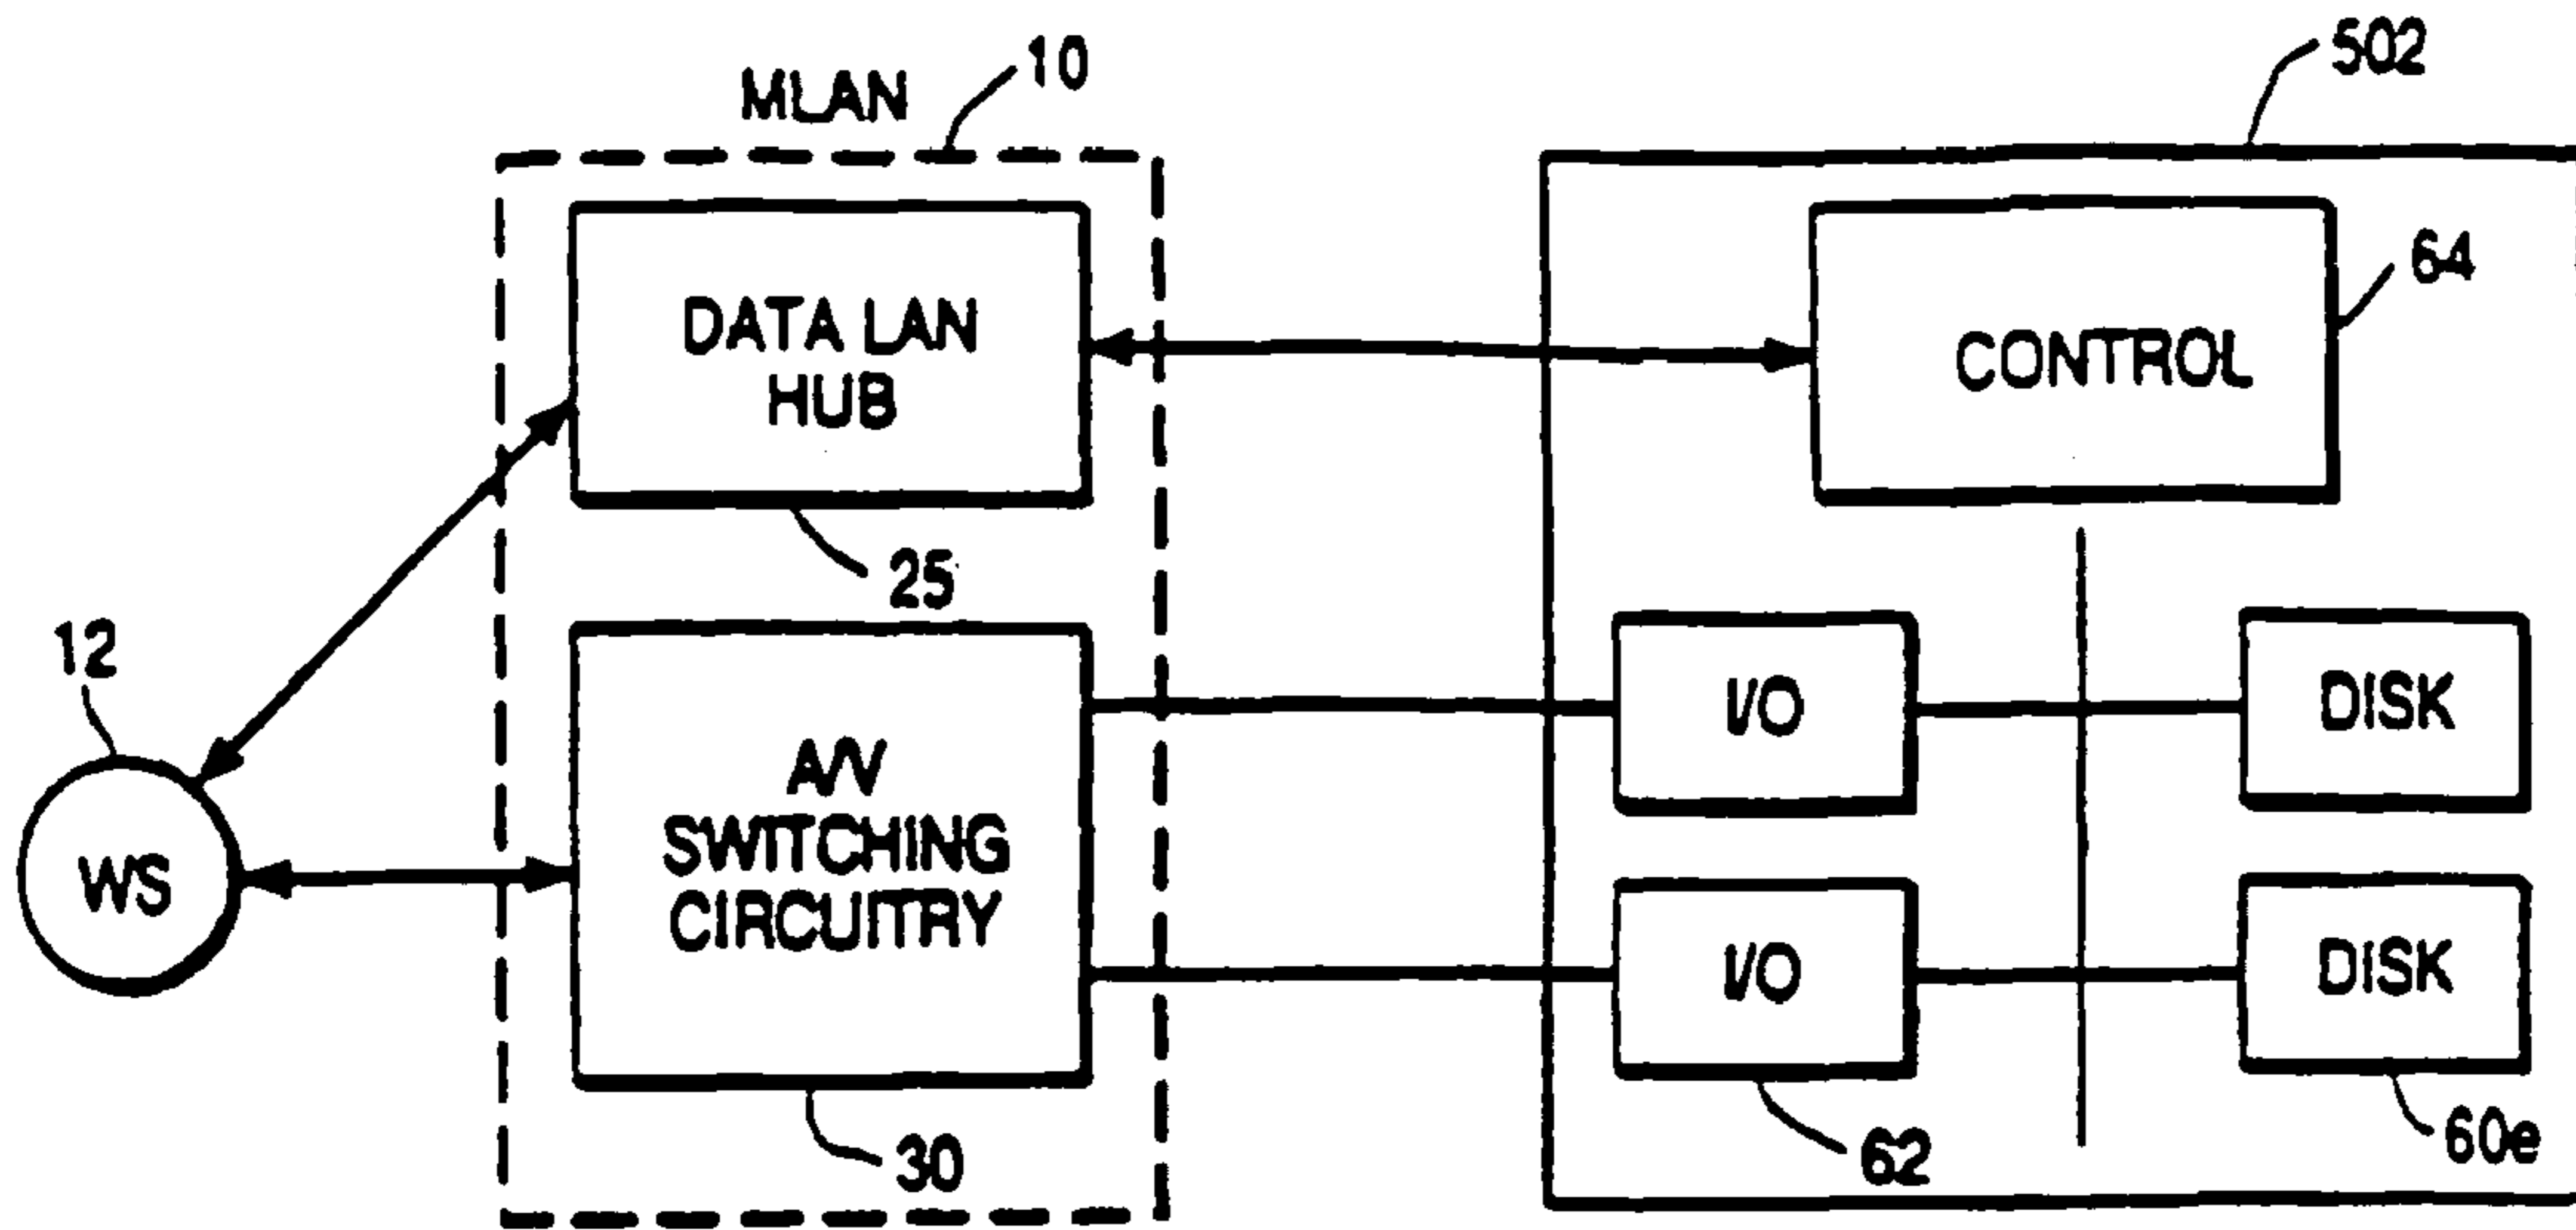 502
10
MLAN
64
DATA LAN
HUB
CONTROL
25
12
I/O
DISK
A/V
SWITCHING
CIRCUITRY
WS
I/O
DISK
60e
62
30